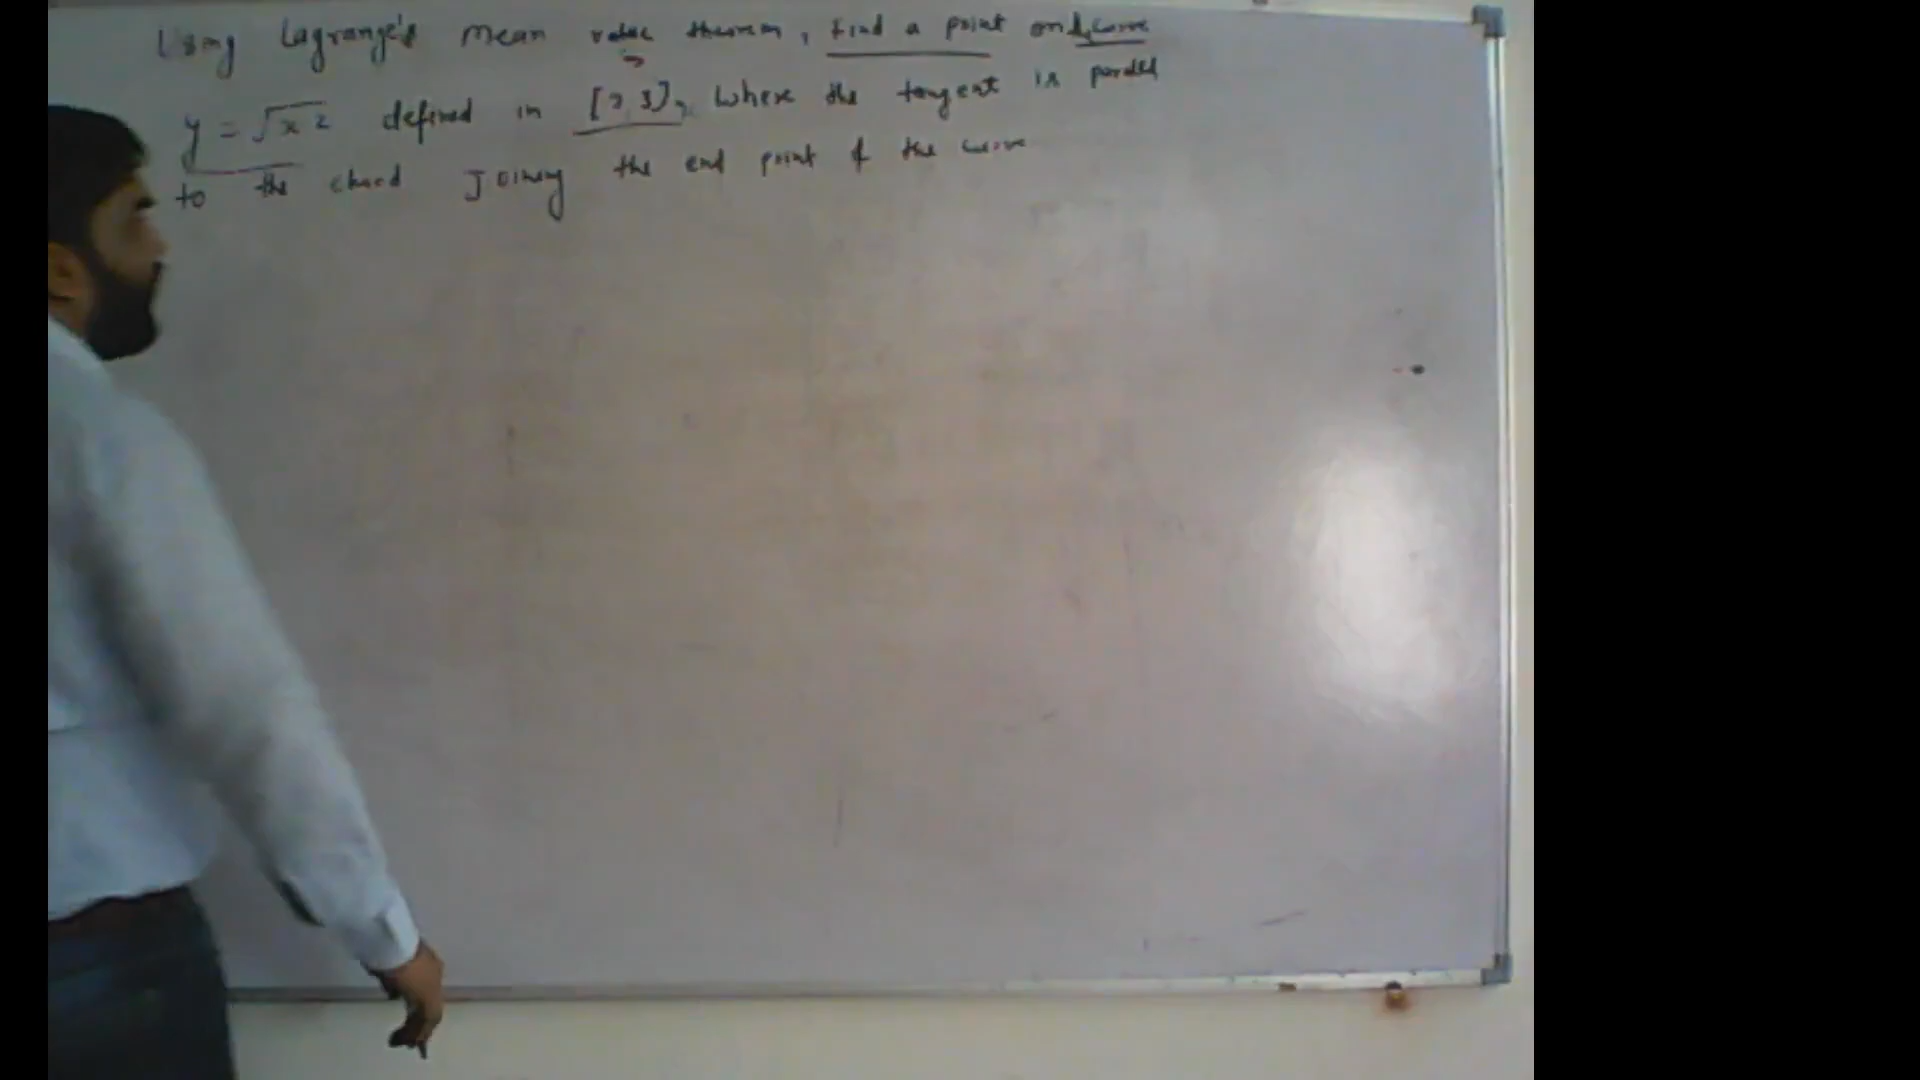 Using Lagrange's mean value theorem, find a point on curve
y = √x 2 defined in [2 3], where the tangent is parallel
to the chord Joining the end point of the curve